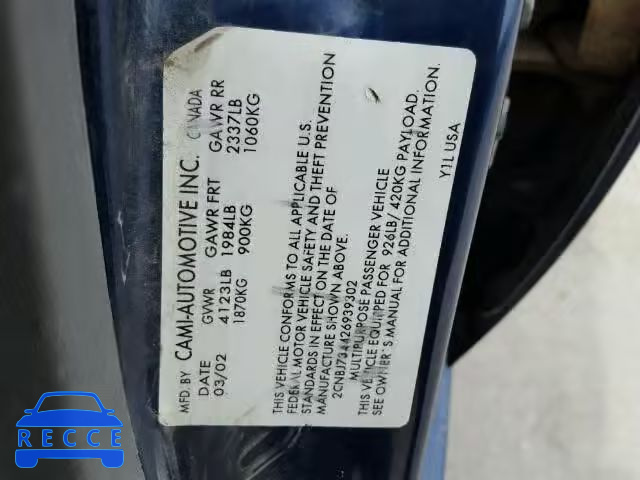 MFD. BY CAMI-AUTOMOTIVE INC. CANADA
DATE GVWR GAWR FRT GAWR RR
03/02 4123LB 1984LB 2337LB
1870KG 900KG 1060KG
THIS VEHICLE CONFORMS TO ALL APPLICABLE U.S.
FEDERAL MOTOR VEHICLE SAFETY AND THEFT PREVENTION
STANDARDS IN EFFECT ON THE DATE OF
MANUFACTURE SHOWN ABOVE.
2CNBJ734426939302
MULTIPURPOSE PASSENGER VEHICLE
THIS VEHICLE EQUIPPED FOR 926LB/ 420KG PAYLOAD.
SEE OWNER'S MANUAL FOR ADDITIONAL INFORMATION.
Y1L USA
RECCE